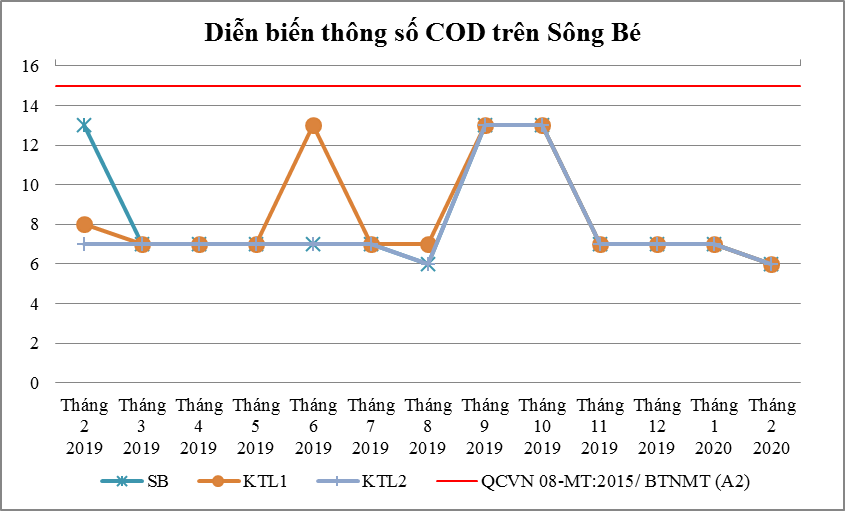 Diễn biến thông số COD trên Sông Bé
16
14
12
10
8
6
4
2
0
Tháng 2 2019
Tháng 3 2019
Tháng 4 2019
Tháng 5 2019
Tháng 6 2019
Tháng 7 2019
Tháng 8 2019
Tháng 9 2019
Tháng 10 2019
Tháng 11 2019
Tháng 12 2019
Tháng 1 2020
Tháng 2 2020
SB KTL1 KTL2 QCVN 08-MT:2015/ BTNMT (A2)